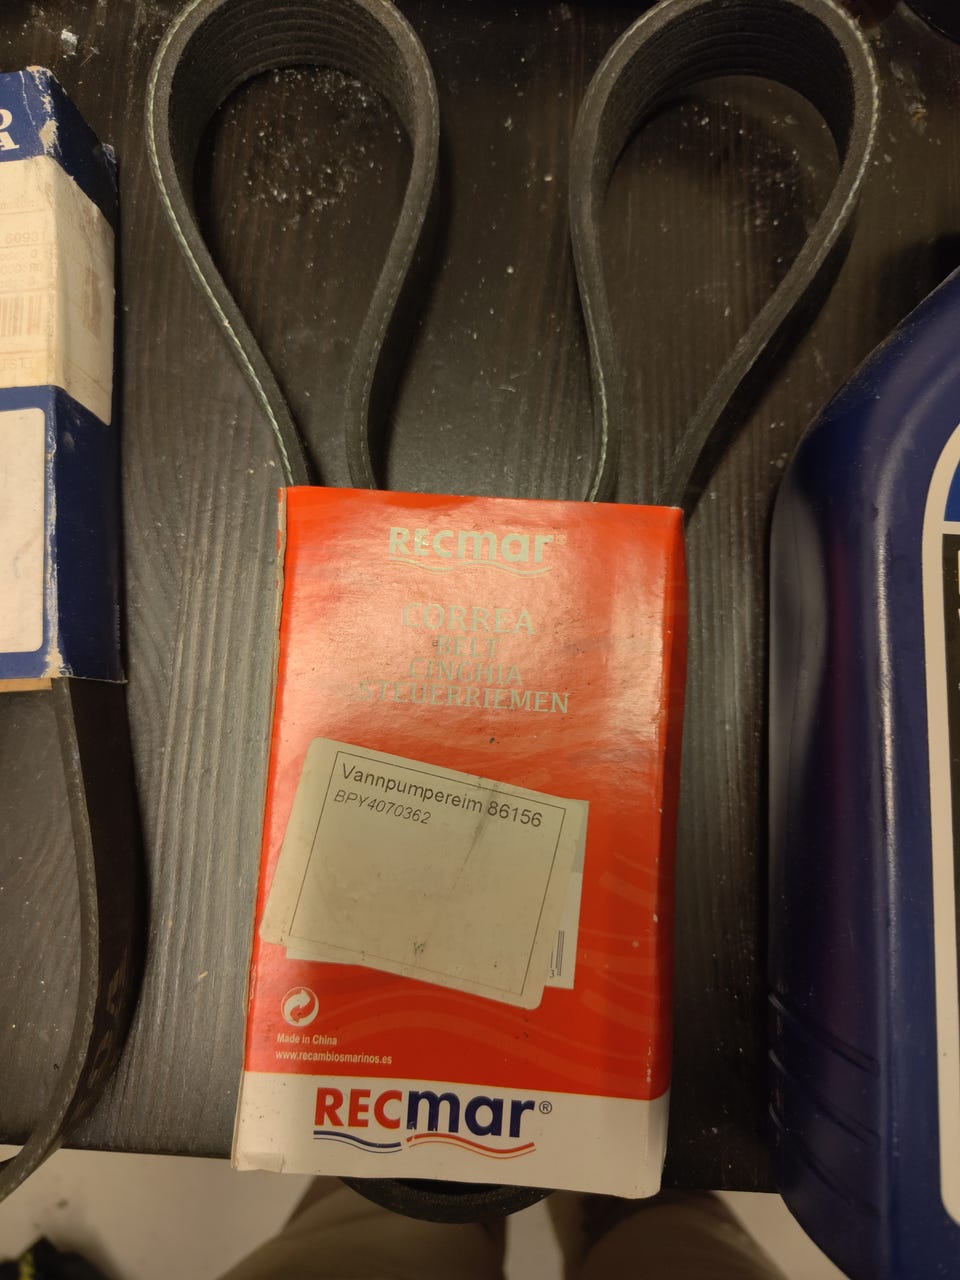 RECmar
CORREA
BELT
CINGHIA
STEUERRIEMEN
Vannpumpereim 86156
BPY4070362
Made in China
www.recambiosmarinos.es
RECmar®